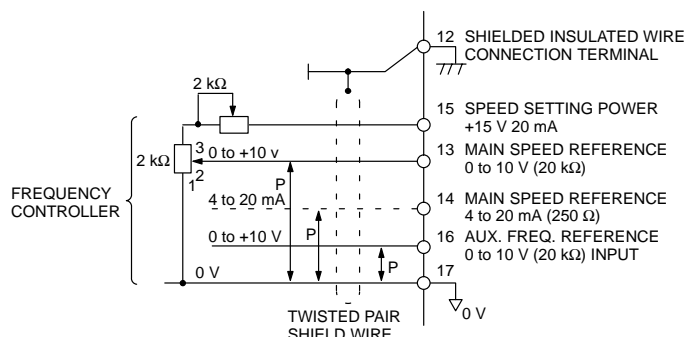 12 SHIELDED INSULATED WIRE
CONNECTION TERMINAL
2 kΩ
15 SPEED SETTING POWER
+15 V 20 mA
2 kΩ
3
0 to +10 v
13 MAIN SPEED REFERENCE
0 to 10 V (20 kΩ)
1
2
P
FREQUENCY
CONTROLLER
4 to 20 mA
14 MAIN SPEED REFERENCE
4 to 20 mA (250 Ω)
P
0 to +10 V
16 AUX. FREQ. REFERENCE
0 to 10 V (20 kΩ) INPUT
P
0 V
17
0 V
TWISTED PAIR
SHIELD WIRE